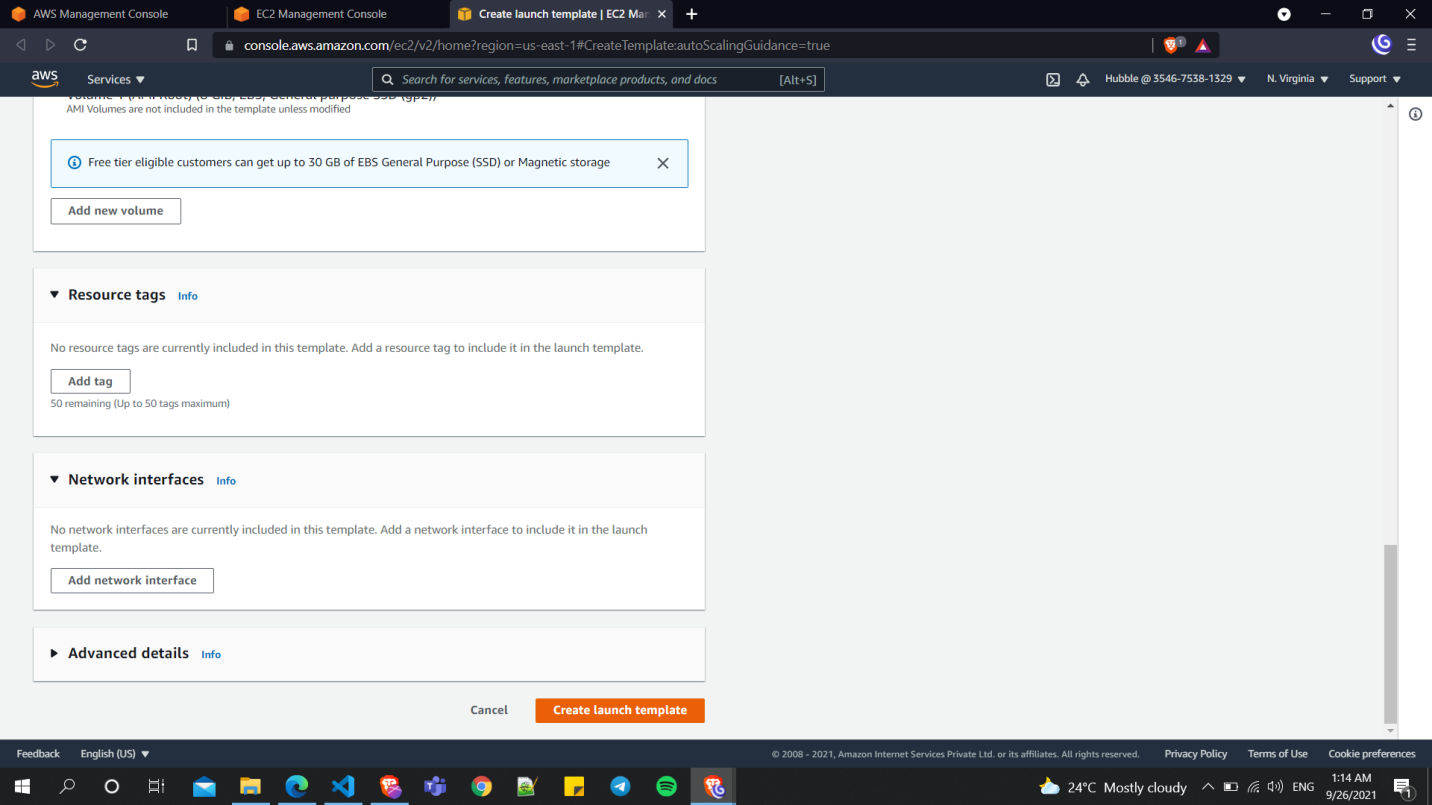 AWS Management Console
EC2 Management Console
Create launch template | EC2 Man
console.aws.amazon.com/ec2/v2/home?region=us-east-1#CreateTemplate:autoScalingGuidance=true
1
aws
Services
Search for services, features, marketplace products, and docs
[Alt+S]
Hubble @ 3546-7538-1329
N. Virginia
Support
AMI Volumes are not included in the template unless modified
Free tier eligible customers can get up to 30 GB of EBS General Purpose (SSD) or Magnetic storage
Add new volume
Resource tags Info
No resource tags are currently included in this template. Add a resource tag to include it in the launch template.
Add tag
50 remaining (Up to 50 tags maximum)
Network interfaces Info
No network interfaces are currently included in this template. Add a network interface to include it in the launch
template.
Add network interface
Advanced details Info
Cancel
Create launch template
Feedback
English (US)
© 2008 - 2021, Amazon Internet Services Private Ltd. or its affiliates. All rights reserved.
Privacy Policy
Terms of Use
Cookie preferences
24°C Mostly cloudy
ENG
1:14 AM
9/26/2021
1